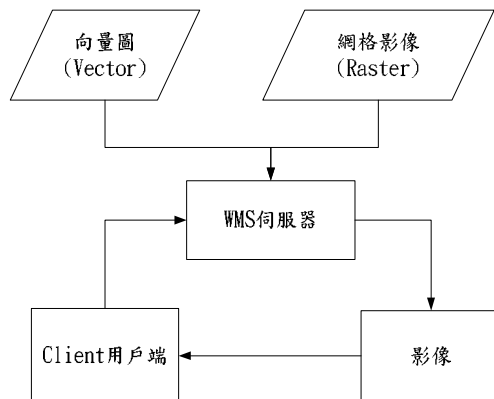 向量圖
(Vector)
網格影像
(Raster)
WMS伺服器
Client用戶端
影像